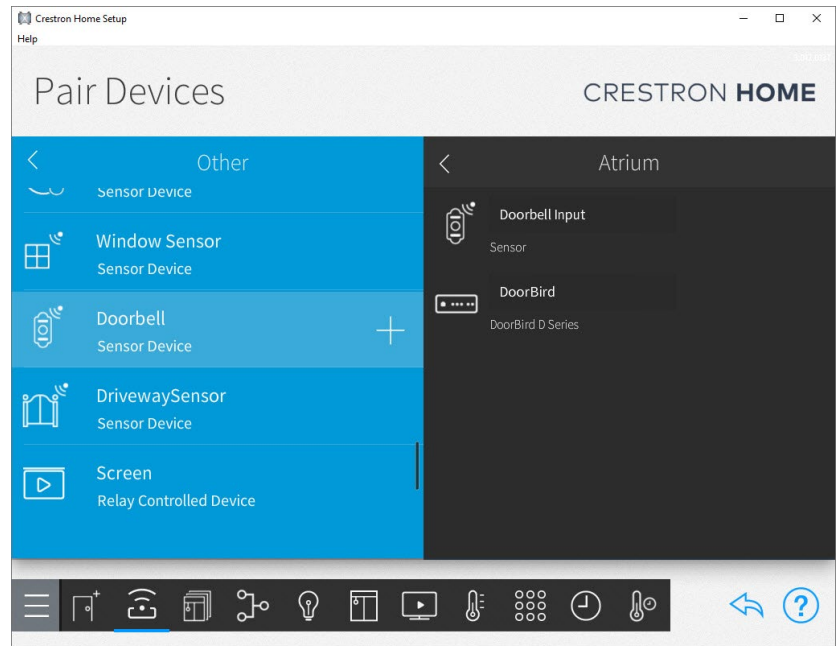 Crestron Home Setup
Help
Pair Devices
CRESTRON HOME
Other
Atrium
Sensor Device
Window Sensor
Sensor Device
Doorbell
Sensor Device
DrivewaySensor
Sensor Device
Screen
Relay Controlled Device
Doorbell Input
Sensor
DoorBird
DoorBird D Series
?